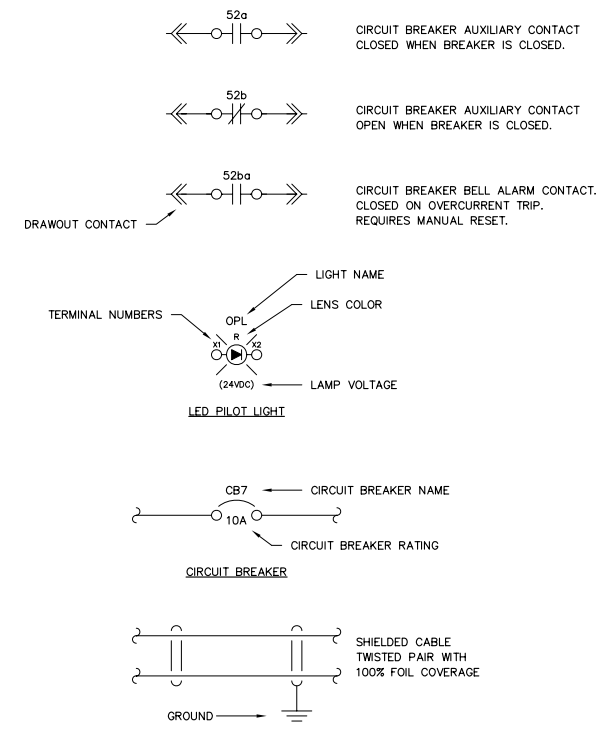 52a
CIRCUIT BREAKER AUXILIARY CONTACT
CLOSED WHEN BREAKER IS CLOSED.
52b
CIRCUIT BREAKER AUXILIARY CONTACT
OPEN WHEN BREAKER IS CLOSED.
52ba
CIRCUIT BREAKER BELL ALARM CONTACT.
CLOSED ON OVERCURRENT TRIP.
REQUIRES MANUAL RESET.
DRAWOUT CONTACT
LIGHT NAME
LENS COLOR
TERMINAL NUMBERS
OPL
R
X1 X2
(24VDC)
LAMP VOLTAGE
LED PILOT LIGHT
CB7
CIRCUIT BREAKER NAME
10A
CIRCUIT BREAKER RATING
CIRCUIT BREAKER
SHIELDED CABLE
TWISTED PAIR WITH
100% FOIL COVERAGE
GROUND